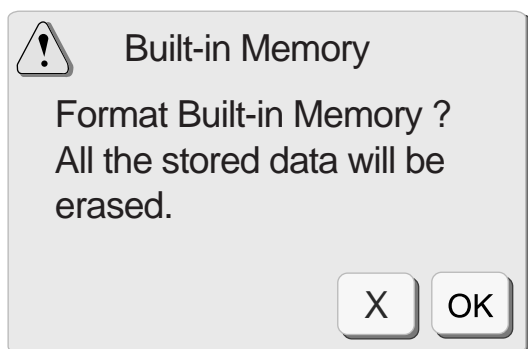 Built-in Memory
Format Built-in Memory ?
All the stored data will be
erased.
X OK